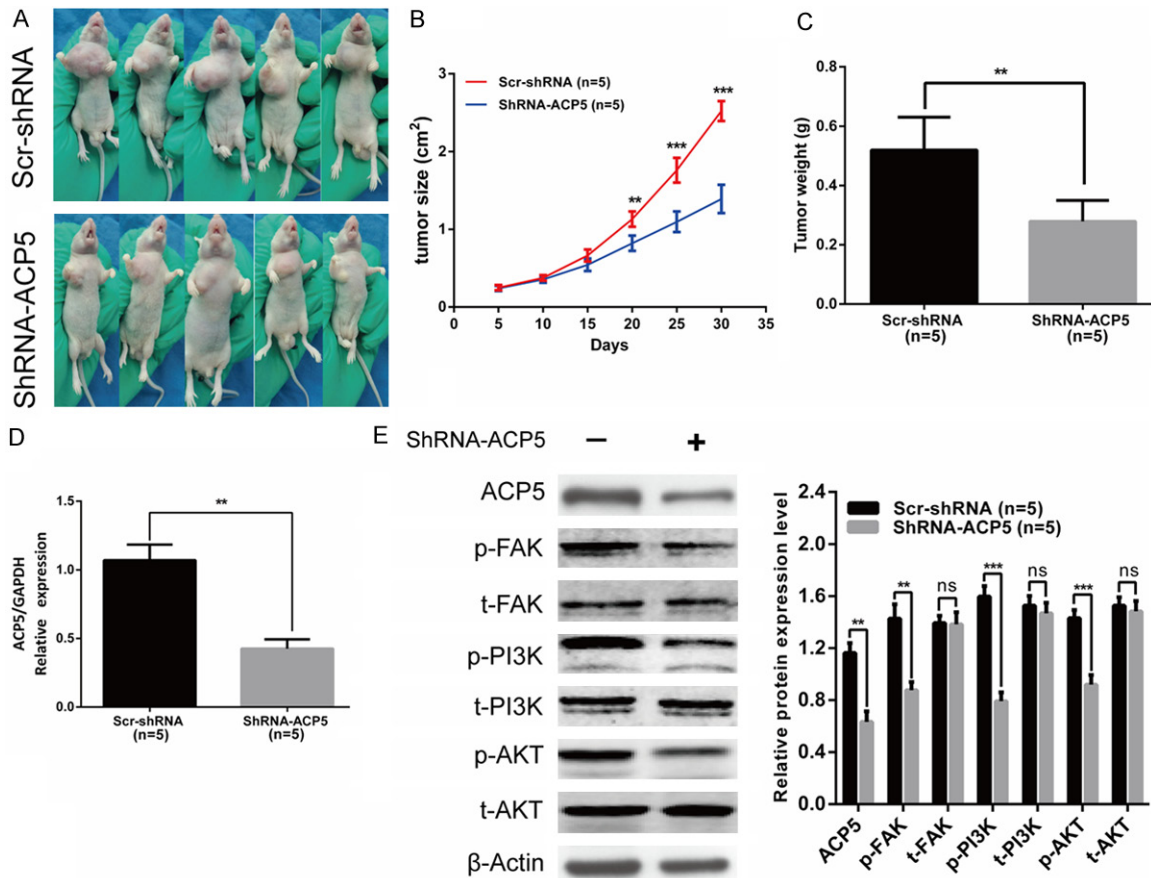 A
Scr-shRNA
ShRNA-ACP5
B
tumor size (cm²)
3
2
1
0
Scr-shRNA (n=5)
ShRNA-ACP5 (n=5)
**
***
***
0 5 10 15 20 25 30 35
Days
C
Tumor weight (g)
0.8
0.6
0.4
0.2
0.0
**
Scr-shRNA
(n=5)
ShRNA-ACP5
(n=5)
D
ACP5/GAPDH
Relative expression
1.5
1.0
0.5
0.0
**
Scr-shRNA
(n=5)
ShRNA-ACP5
(n=5)
E
ShRNA-ACP5 − +
ACP5
p-FAK
t-FAK
p-PI3K
t-PI3K
p-AKT
t-AKT
β-Actin
Relative protein expression level
2.4
2.0
1.6
1.2
0.8
0.4
0.0
Scr-shRNA (n=5)
ShRNA-ACP5 (n=5)
** ** ns *** ns *** ns
ACP5 p-FAK t-FAK p-PI3K t-PI3K p-AKT t-AKT